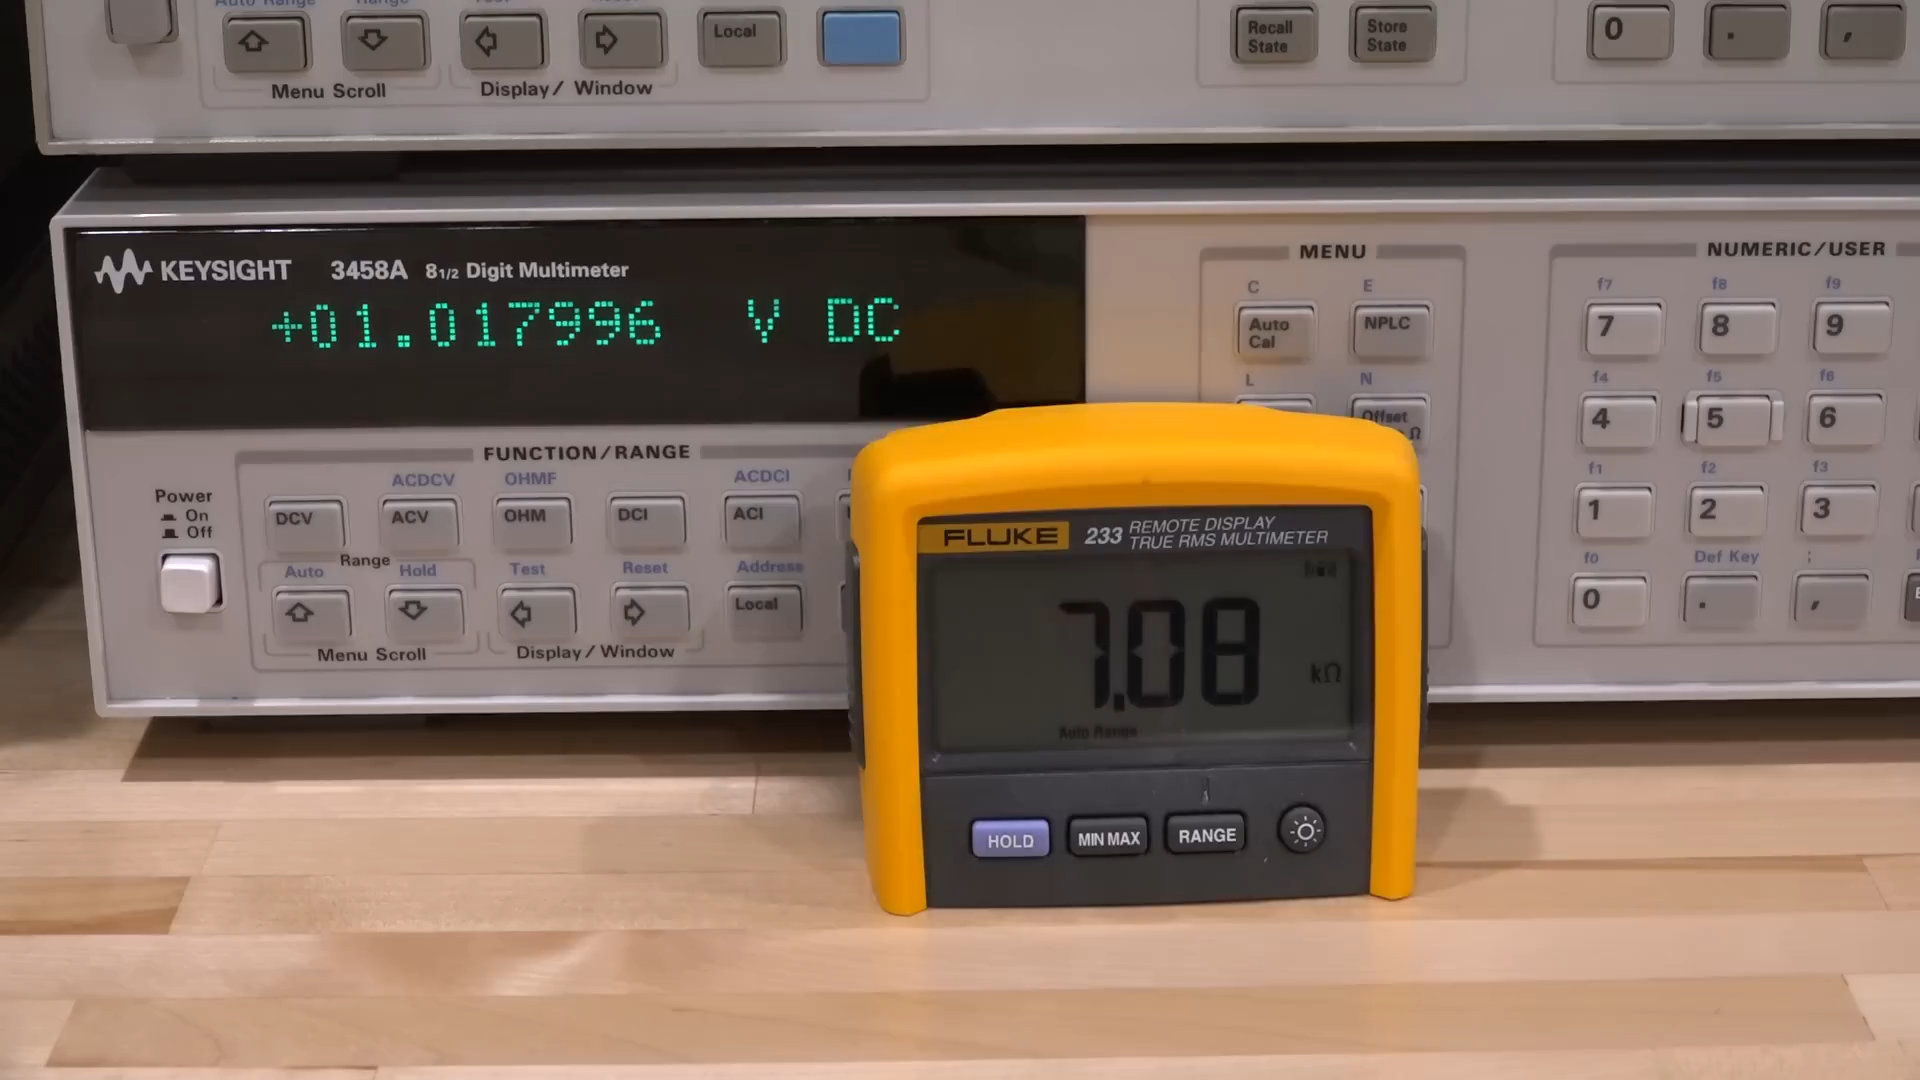 Menu Scroll
Display / Window
Local
Recall
State
Store
State
0
.
,
KEYSIGHT 3458A 8 1/2 Digit Multimeter
+01.017996 V DC
MENU
C
E
Auto
Cal
NPLC
L
N
Offset
Ω
NUMERIC/USER
f7
f8
f9
7
8
9
f4
f5
f6
4
5
6
f1
f2
f3
1
2
3
f0
Def Key
;
0
.
,
Power
On
Off
FUNCTION/RANGE
ACDCV
OHMF
ACDCI
DCV
ACV
OHM
DCI
ACI
Range
Auto
Hold
Test
Reset
Address
Local
Menu Scroll
Display / Window
FLUKE 233 REMOTE DISPLAY
TRUE RMS MULTIMETER
7.08
kΩ
Auto Range
HOLD
MIN MAX
RANGE